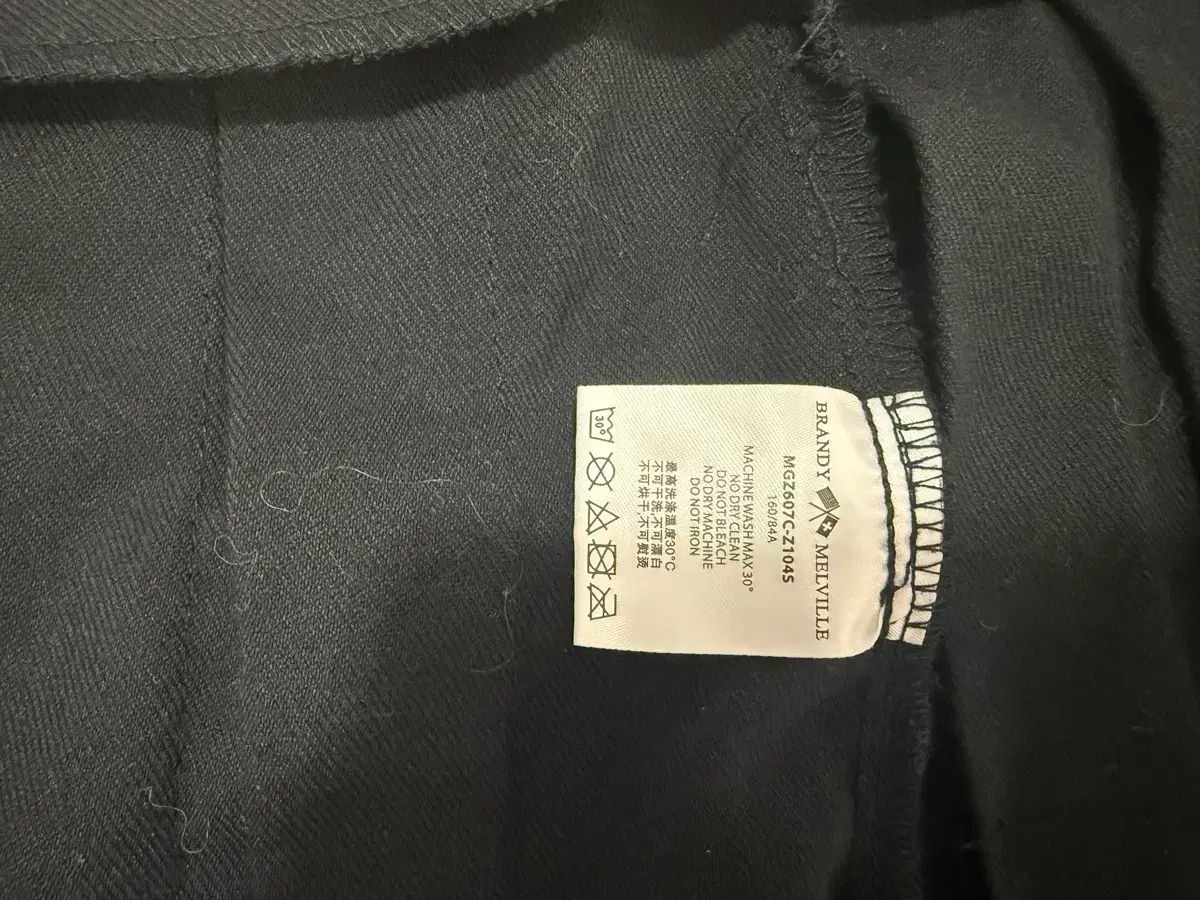 BRANDY MELVILLE
MGZ607C-Z104S
160/84A
MACHINE WASH MAX 30°
NO DRY CLEAN
DO NOT BLEACH
NO DRY MACHINE
DO NOT IRON
最高洗涤温度30°C
不可干洗,不可漂白
不可烘干,不可熨烫
30°